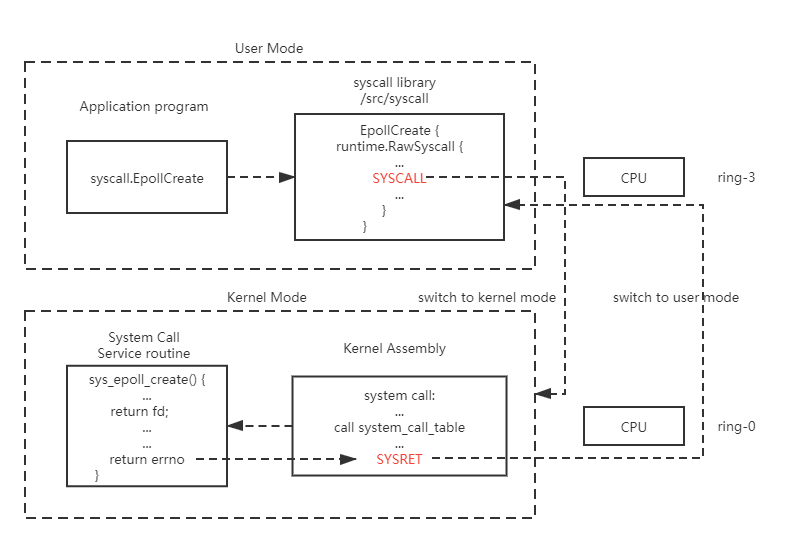 User Mode
Application program
syscall library
/src/syscall
syscall.EpollCreate
EpollCreate {
runtime.RawSyscall {
...
SYSCALL
...
}
}
CPU
ring-3
Kernel Mode
switch to kernel mode
switch to user mode
System Call
Service routine
Kernel Assembly
sys_epoll_create() {
...
return fd;
...
...
return errno
}
system call:
...
call system_call_table
...
SYSRET
CPU
ring-0